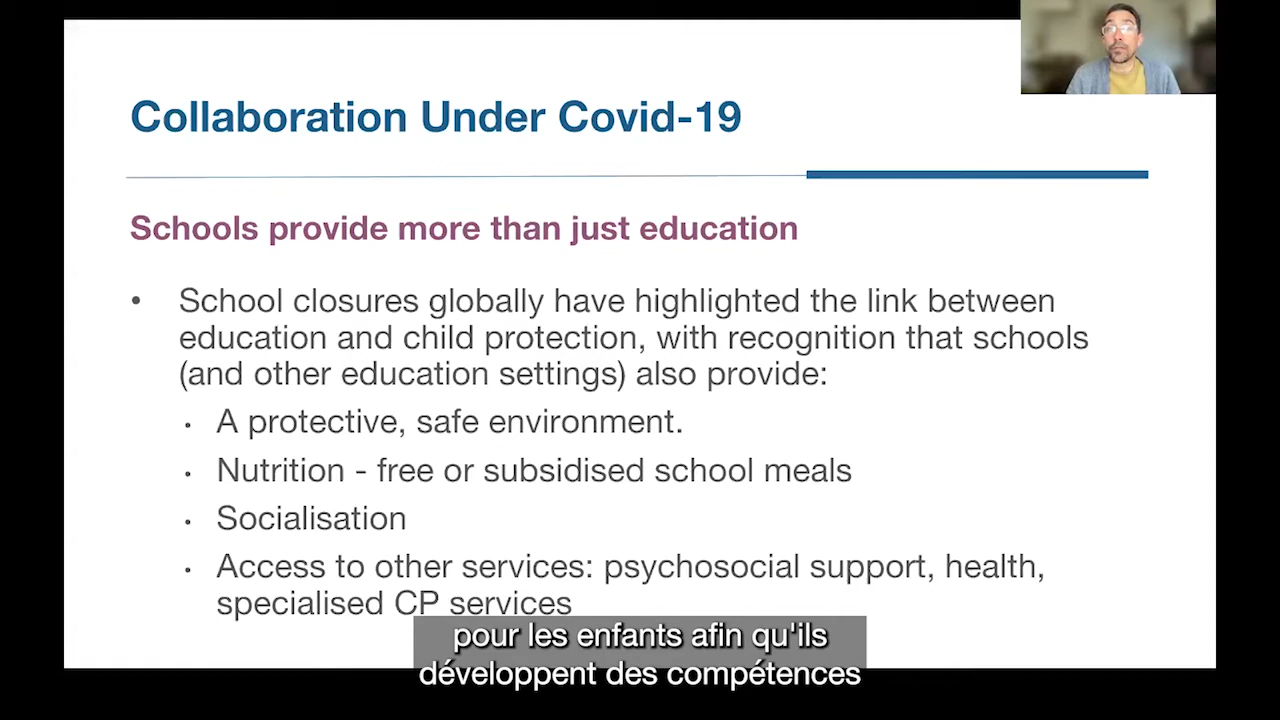 Collaboration Under Covid-19
Schools provide more than just education
• School closures globally have highlighted the link between
education and child protection, with recognition that schools
(and other education settings) also provide:
• A protective, safe environment.
• Nutrition - free or subsidised school meals
• Socialisation
• Access to other services: psychosocial support, health,
specialised CP services
pour les enfants afin qu'ils
développent des compétences